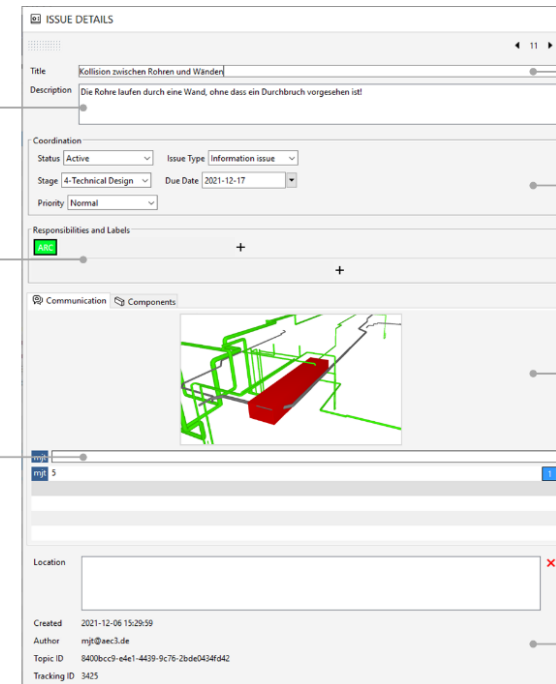 ISSUE DETAILS
11
Title Kollision zwischen Rohren und Wänden
Description Die Rohre laufen durch eine Wand, ohne dass ein Durchbruch vorgesehen ist!
Coordination
Status Active Issue Type Information issue
Stage 4-Technical Design Due Date 2021-12-17
Priority Normal
Responsibilities and Labels
ARC +
+
Communication Components
mjt
mjt 5 1
Location
Created 2021-12-06 15:29:59
Author mjt@aec3.de
Topic ID 8400bcc9-e4e1-4439-9c76-2bde0434fd42
Tracking ID 3425